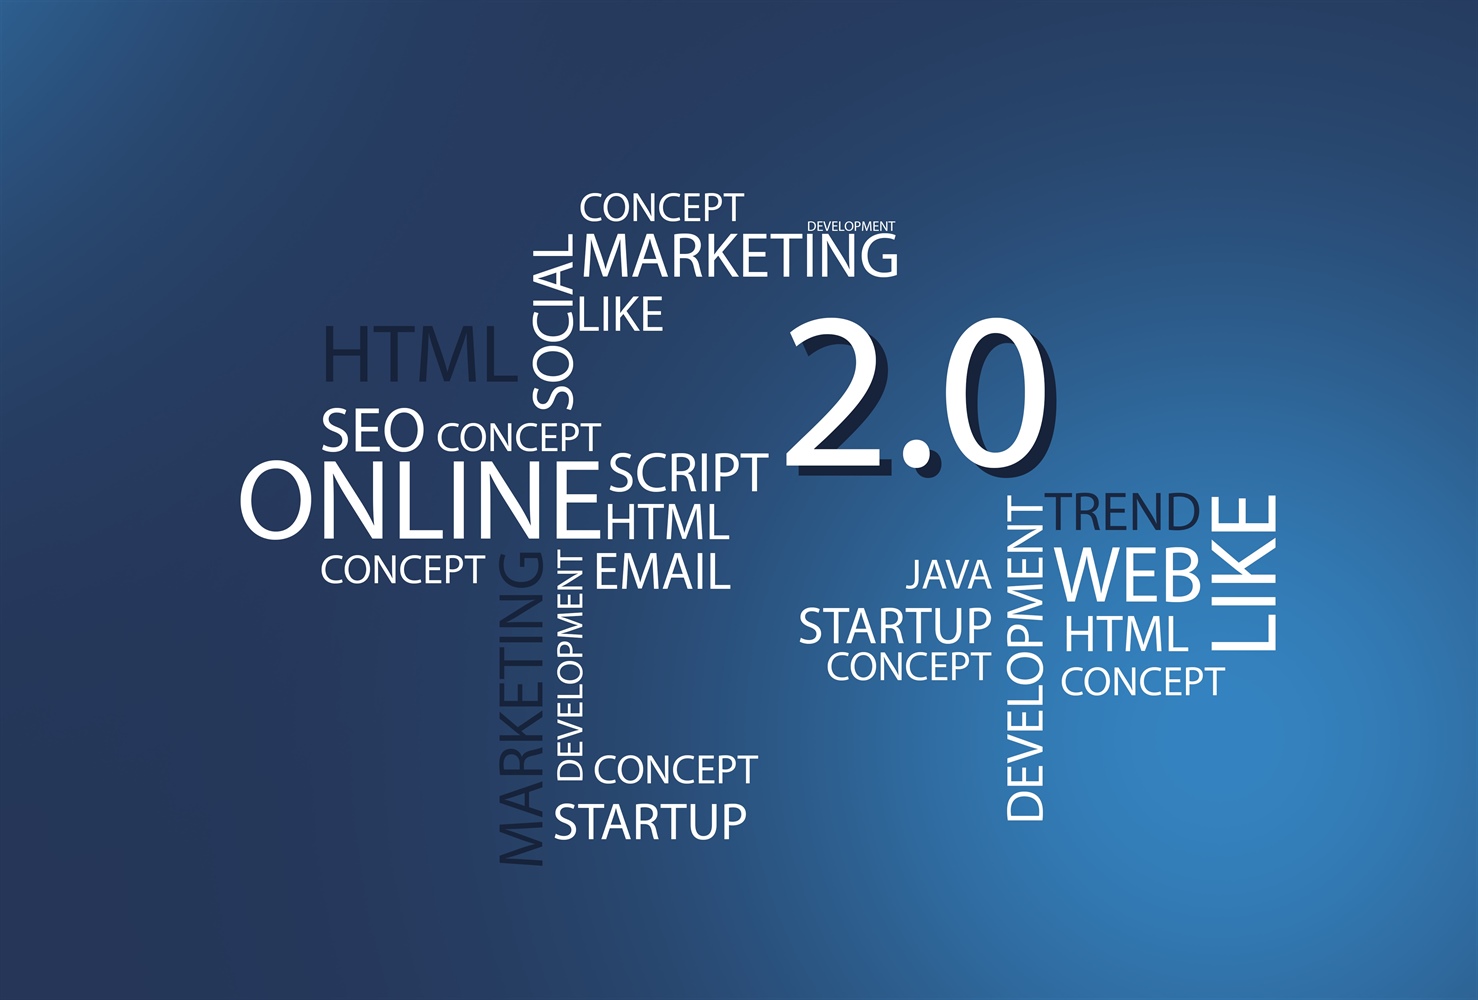 CONCEPT
DEVELOPMENT
MARKETING
SOCIAL
LIKE
2.0
HTML
SEO CONCEPT
ONLINE
SCRIPT
HTML
CONCEPT
EMAIL
MARKETING
DEVELOPMENT
CONCEPT
STARTUP
TREND
LIKE
WEB
JAVA
DEVELOPMENT
STARTUP
HTML
CONCEPT
CONCEPT